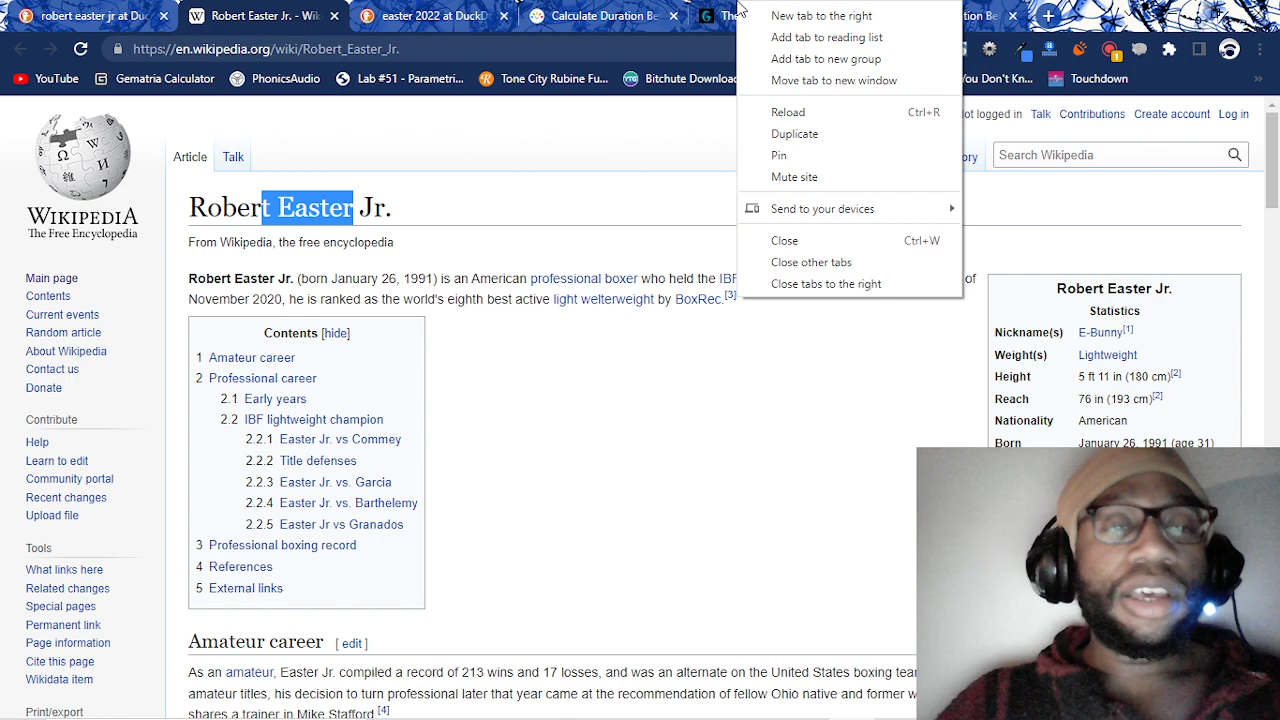 robert easter jr at Duck
Robert Easter Jr. - Wiki
easter 2022 at DuckD
Calculate Duration Be
The
tion Be
https://en.wikipedia.org/wiki/Robert_Easter_Jr.
YouTube
Gematria Calculator
PhonicsAudio
Lab #51 - Parametri...
Tone City Rubine Fu...
Bitchute Download
You Don't Kn...
Touchdown
New tab to the right
Add tab to reading list
Add tab to new group
Move tab to new window
Reload Ctrl+R
Duplicate
Pin
Mute site
Send to your devices
Close Ctrl+W
Close other tabs
Close tabs to the right
WIKIPEDIA
The Free Encyclopedia
Main page
Contents
Current events
Random article
About Wikipedia
Contact us
Donate
Contribute
Help
Learn to edit
Community portal
Recent changes
Upload file
Tools
What links here
Related changes
Special pages
Permanent link
Page information
Cite this page
Wikidata item
Print/export
ot logged in Talk Contributions Create account Log in
Article Talk
ory
Search Wikipedia
Robert Easter Jr.
From Wikipedia, the free encyclopedia
Robert Easter Jr. (born January 26, 1991) is an American professional boxer who held the IBF of
November 2020, he is ranked as the world's eighth best active light welterweight by BoxRec.[3]
Contents [hide]
1 Amateur career
2 Professional career
2.1 Early years
2.2 IBF lightweight champion
2.2.1 Easter Jr. vs Commey
2.2.2 Title defenses
2.2.3 Easter Jr. vs. Garcia
2.2.4 Easter Jr. vs. Barthelemy
2.2.5 Easter Jr vs Granados
3 Professional boxing record
4 References
5 External links
Robert Easter Jr.
Statistics
Nickname(s) E-Bunny[1]
Weight(s) Lightweight
Height 5 ft 11 in (180 cm)[2]
Reach 76 in (193 cm)[2]
Nationality American
Born January 26, 1991 (age 31)
Amateur career [ edit ]
As an amateur, Easter Jr. compiled a record of 213 wins and 17 losses, and was an alternate on the United States boxing tea
amateur titles, his decision to turn professional later that year came at the recommendation of fellow Ohio native and former w
shares a trainer in Mike Stafford.[4]